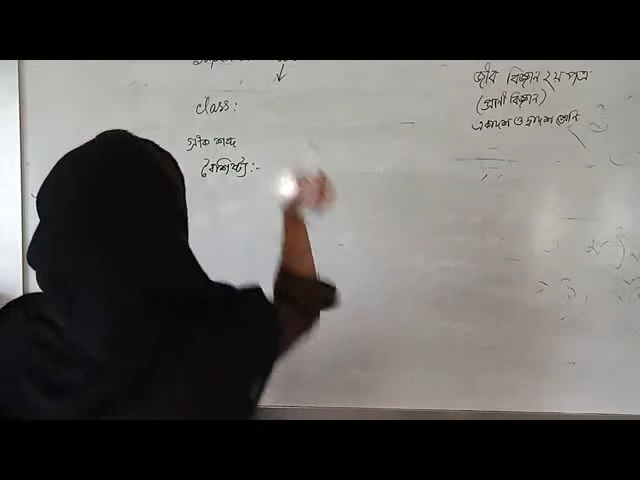 class:
গ্রীক শব্দ
বৈশিষ্ট্য :-
জীব বিজ্ঞান ২য় পত্র
(প্রাণী বিজ্ঞান)
একাদশ ও দ্বাদশ শ্রেণি